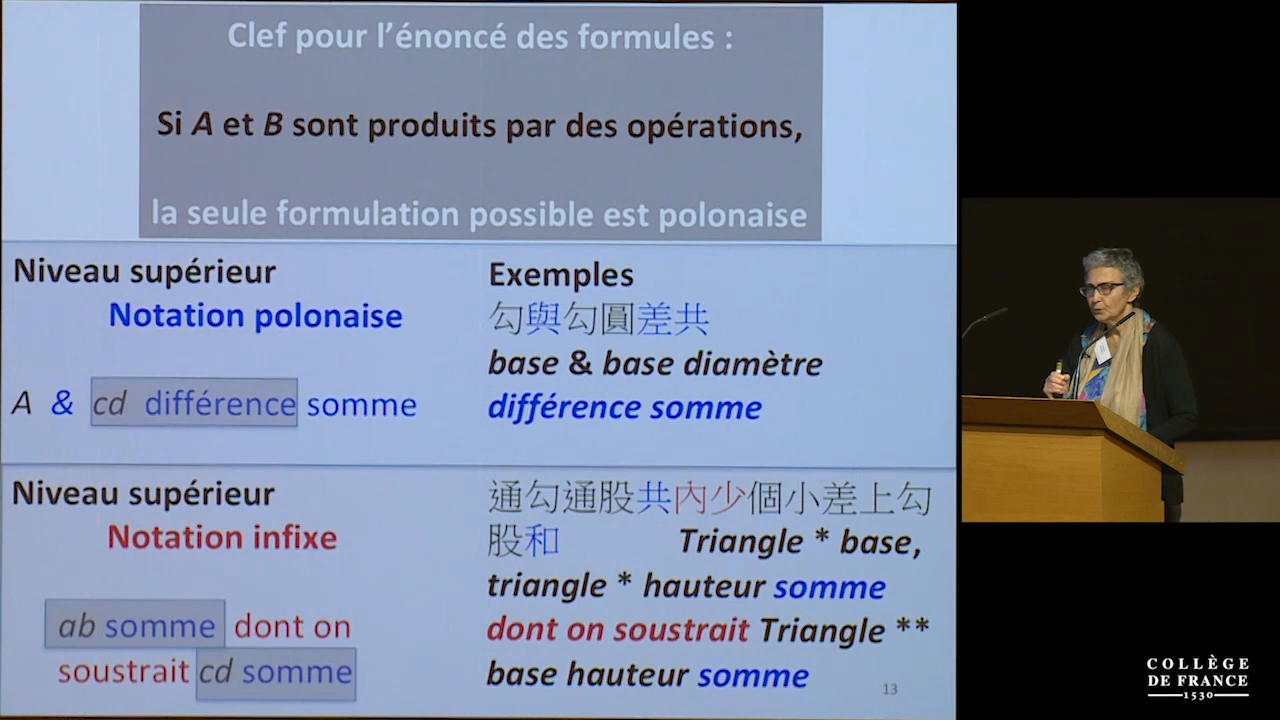 Clef pour l'énoncé des formules :
Si A et B sont produits par des opérations,
la seule formulation possible est polonaise
Niveau supérieur
Notation polonaise
A & cd différence somme
Exemples
勾與勾圓差共
base & base diamètre
différence somme
Niveau supérieur
Notation infixe
ab somme dont on
soustrait cd somme
通勾通股共內少個小差上勾
股和 Triangle * base,
triangle * hauteur somme
dont on soustrait Triangle **
base hauteur somme
13
COLLÈGE
DE FRANCE
1530